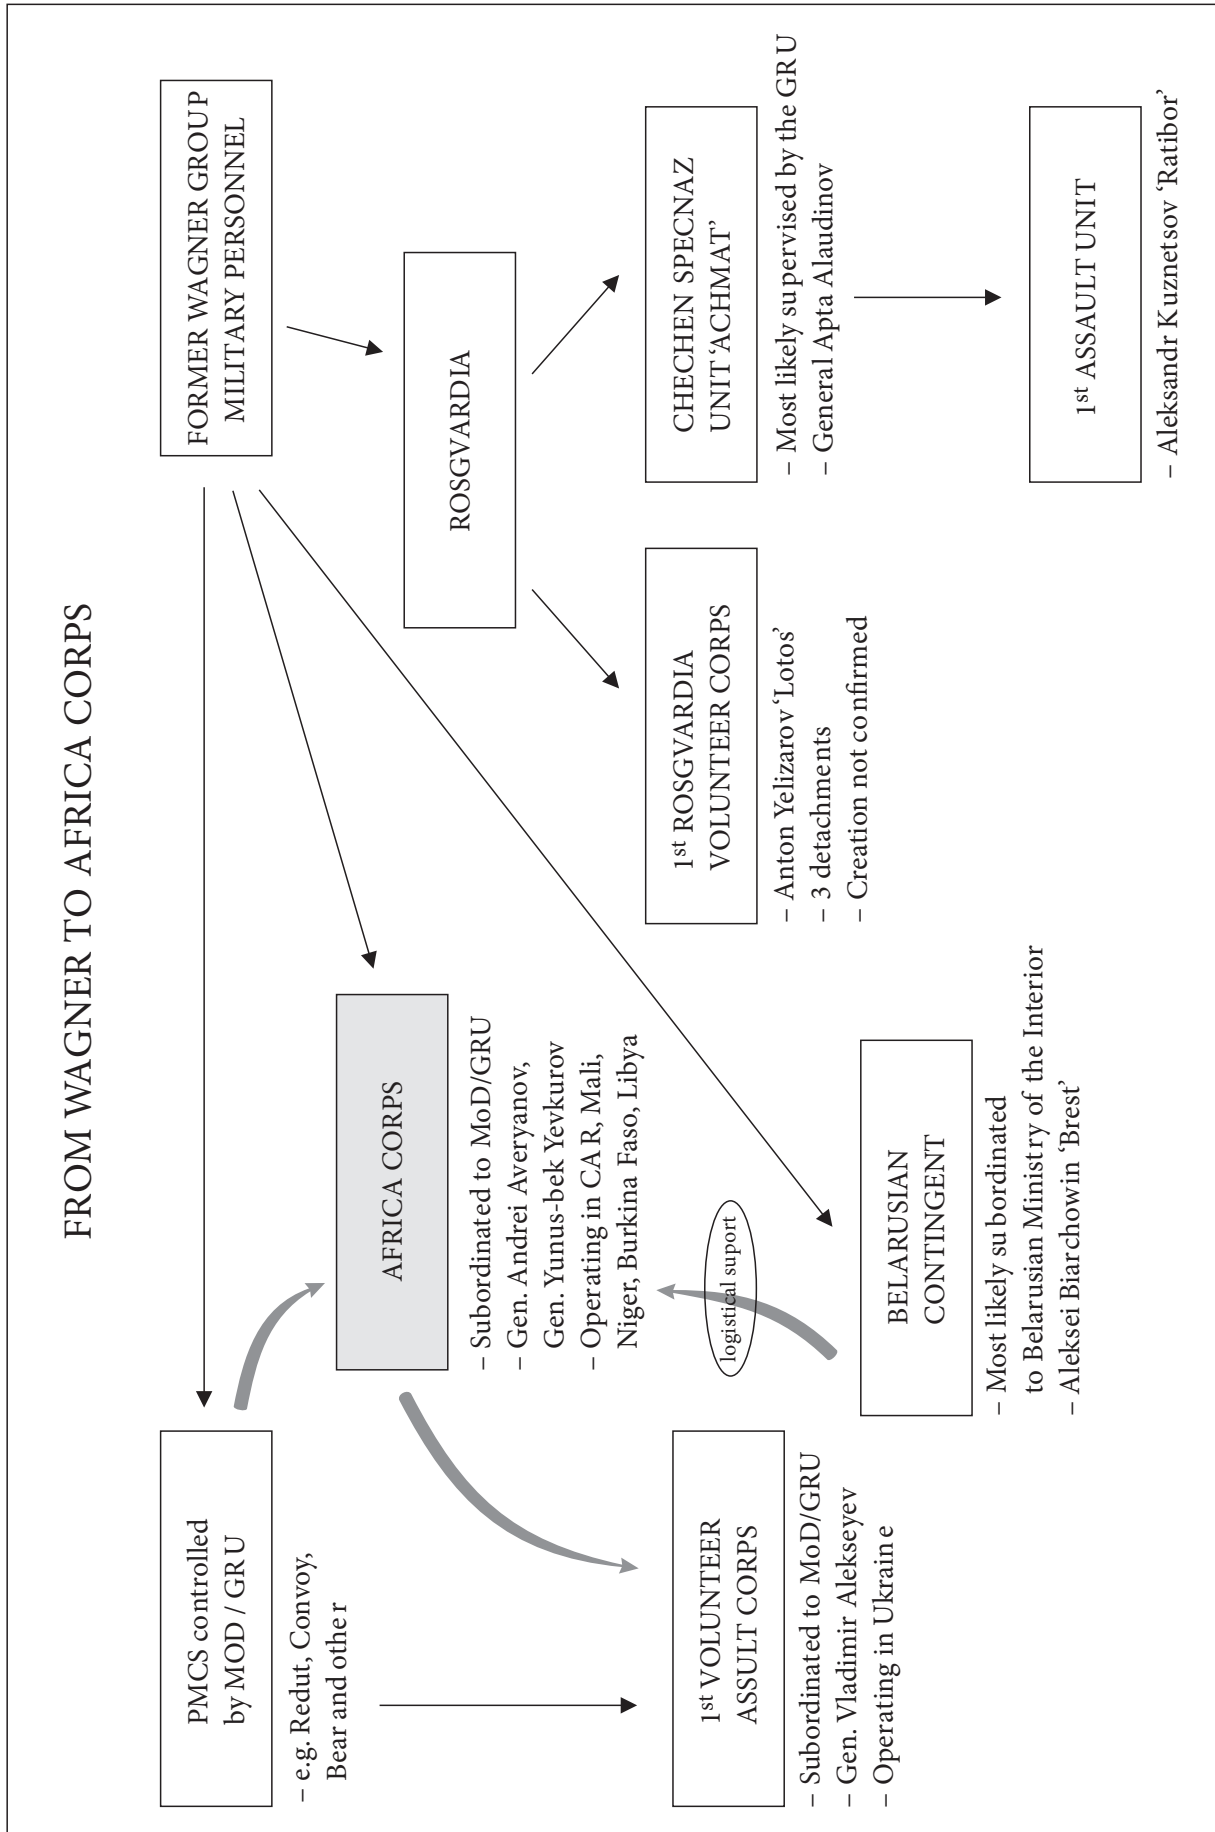 FROM WAGNER TO AFRICA CORPS
FORMER WAGNER GROUP
MILITARY PERSONNEL
PMCS controlled
by MOD / GRU
– e.g. Redut, Convoy,
Bear and other
AFRICA CORPS
– Subordinated to MoD/GRU
– Gen. Andrei Averyanov,
Gen. Yunus-bek Yevkurov
– Operating in CAR, Mali,
Niger, Burkina Faso, Libya
ROSGVARDIA
1st VOLUNTEER
ASSULT CORPS
– Subordinated to MoD/GRU
– Gen. Vladimir Alekseyev
– Operating in Ukraine
logistical suport
BELARUSIAN
CONTINGENT
– Most likely subordinated
to Belarusian Ministry of the Interior
– Aleksei Biarchowin ‘Brest’
1st ROSGVARDIA
VOLUNTEER CORPS
– Anton Yelizarov ‘Lotos’
– 3 detachments
– Creation not confirmed
CHECHEN SPECNAZ
UNIT ‘ACHMAT’
– Most likely supervised by the GRU
– General Apta Alaudinov
1st ASSAULT UNIT
– Aleksandr Kuznetsov ‘Ratibor’